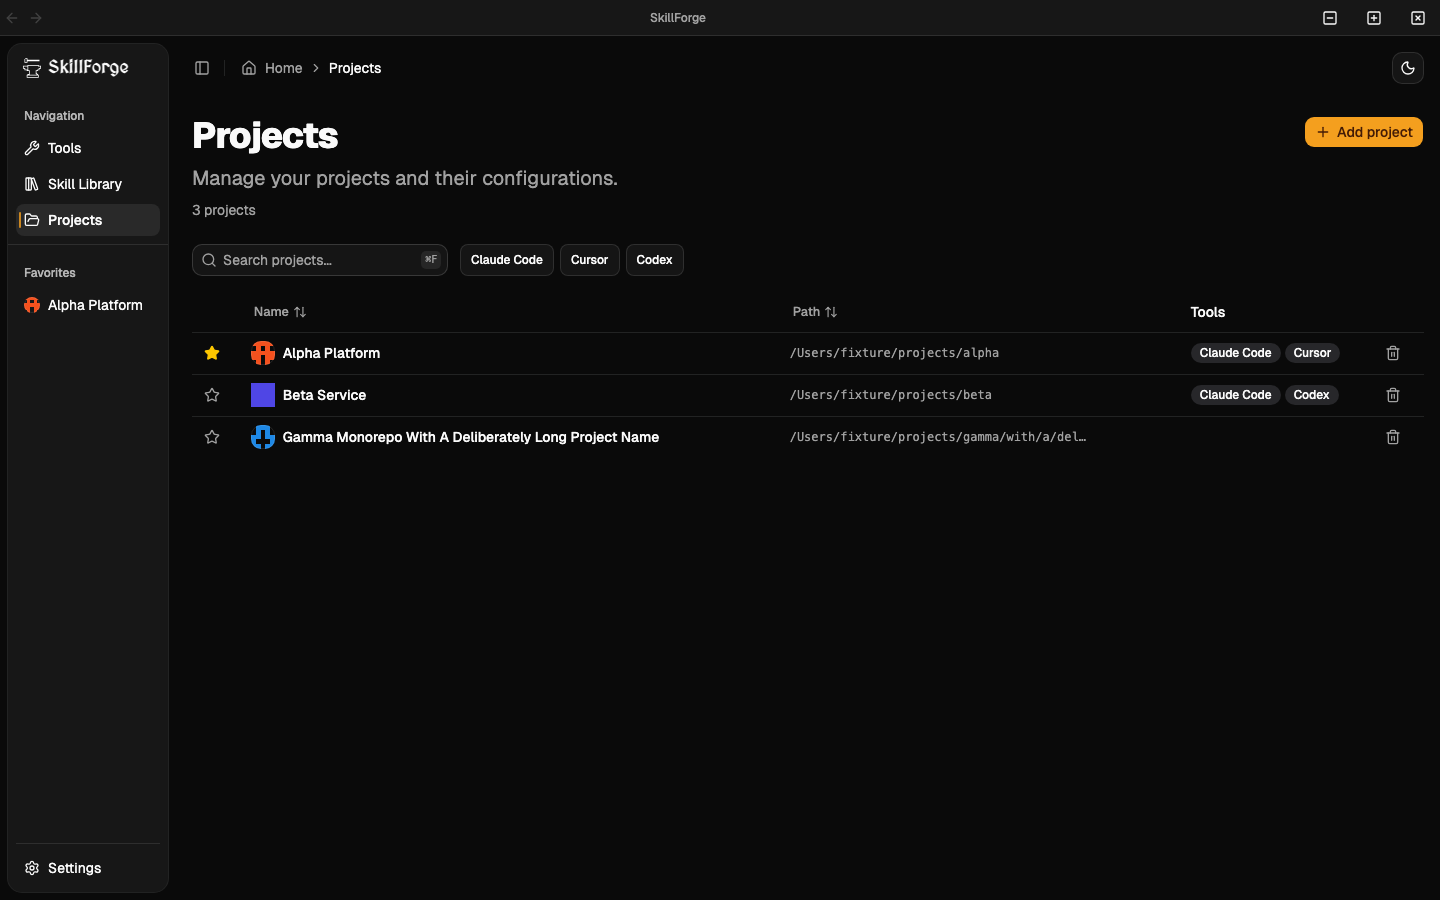 SkillForge
SkillForge
Home
Projects
Navigation
Tools
Skill Library
Projects
Favorites
Alpha Platform
Settings
Projects
Add project
Manage your projects and their configurations.
3 projects
Search projects... ⌘F
Claude Code
Cursor
Codex
Name
Path
Tools
Alpha Platform
/Users/fixture/projects/alpha
Claude Code
Cursor
Beta Service
/Users/fixture/projects/beta
Claude Code
Codex
Gamma Monorepo With A Deliberately Long Project Name
/Users/fixture/projects/gamma/with/a/del…